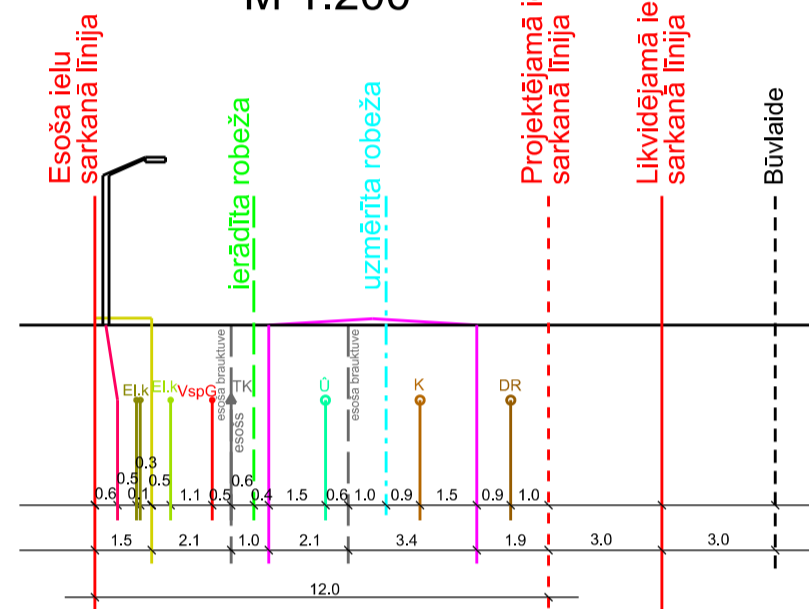 M 1:200
Esoša ielu
sarkanā līnija
ierādīta robeža
uzmērīta robeža
Projektējamā i
sarkanā līnija
Likvidējamā ie
sarkanā līnija
Būvlaide
esoša brauktuve
esoša brauktuve
El.k
El.k
VspG
TK
esošs
Ū
K
DR
0.6
0.5
0.1
0.3
0.5
1.1
0.5
0.6
0.4
1.5
0.6
1.0
0.9
1.5
0.9
1.0
1.5
2.1
1.0
2.1
3.4
1.9
3.0
3.0
12.0